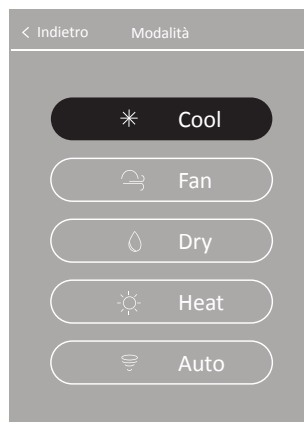 < Indietro Modalità
Cool
Fan
Dry
Heat
Auto